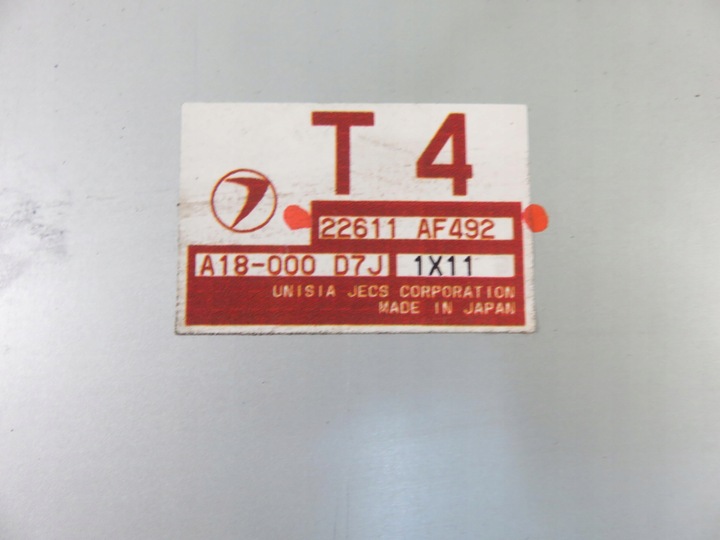 T 4
22611 AF492
A18-000 D7J 1X11
UNISIA JECS CORPORATION
MADE IN JAPAN